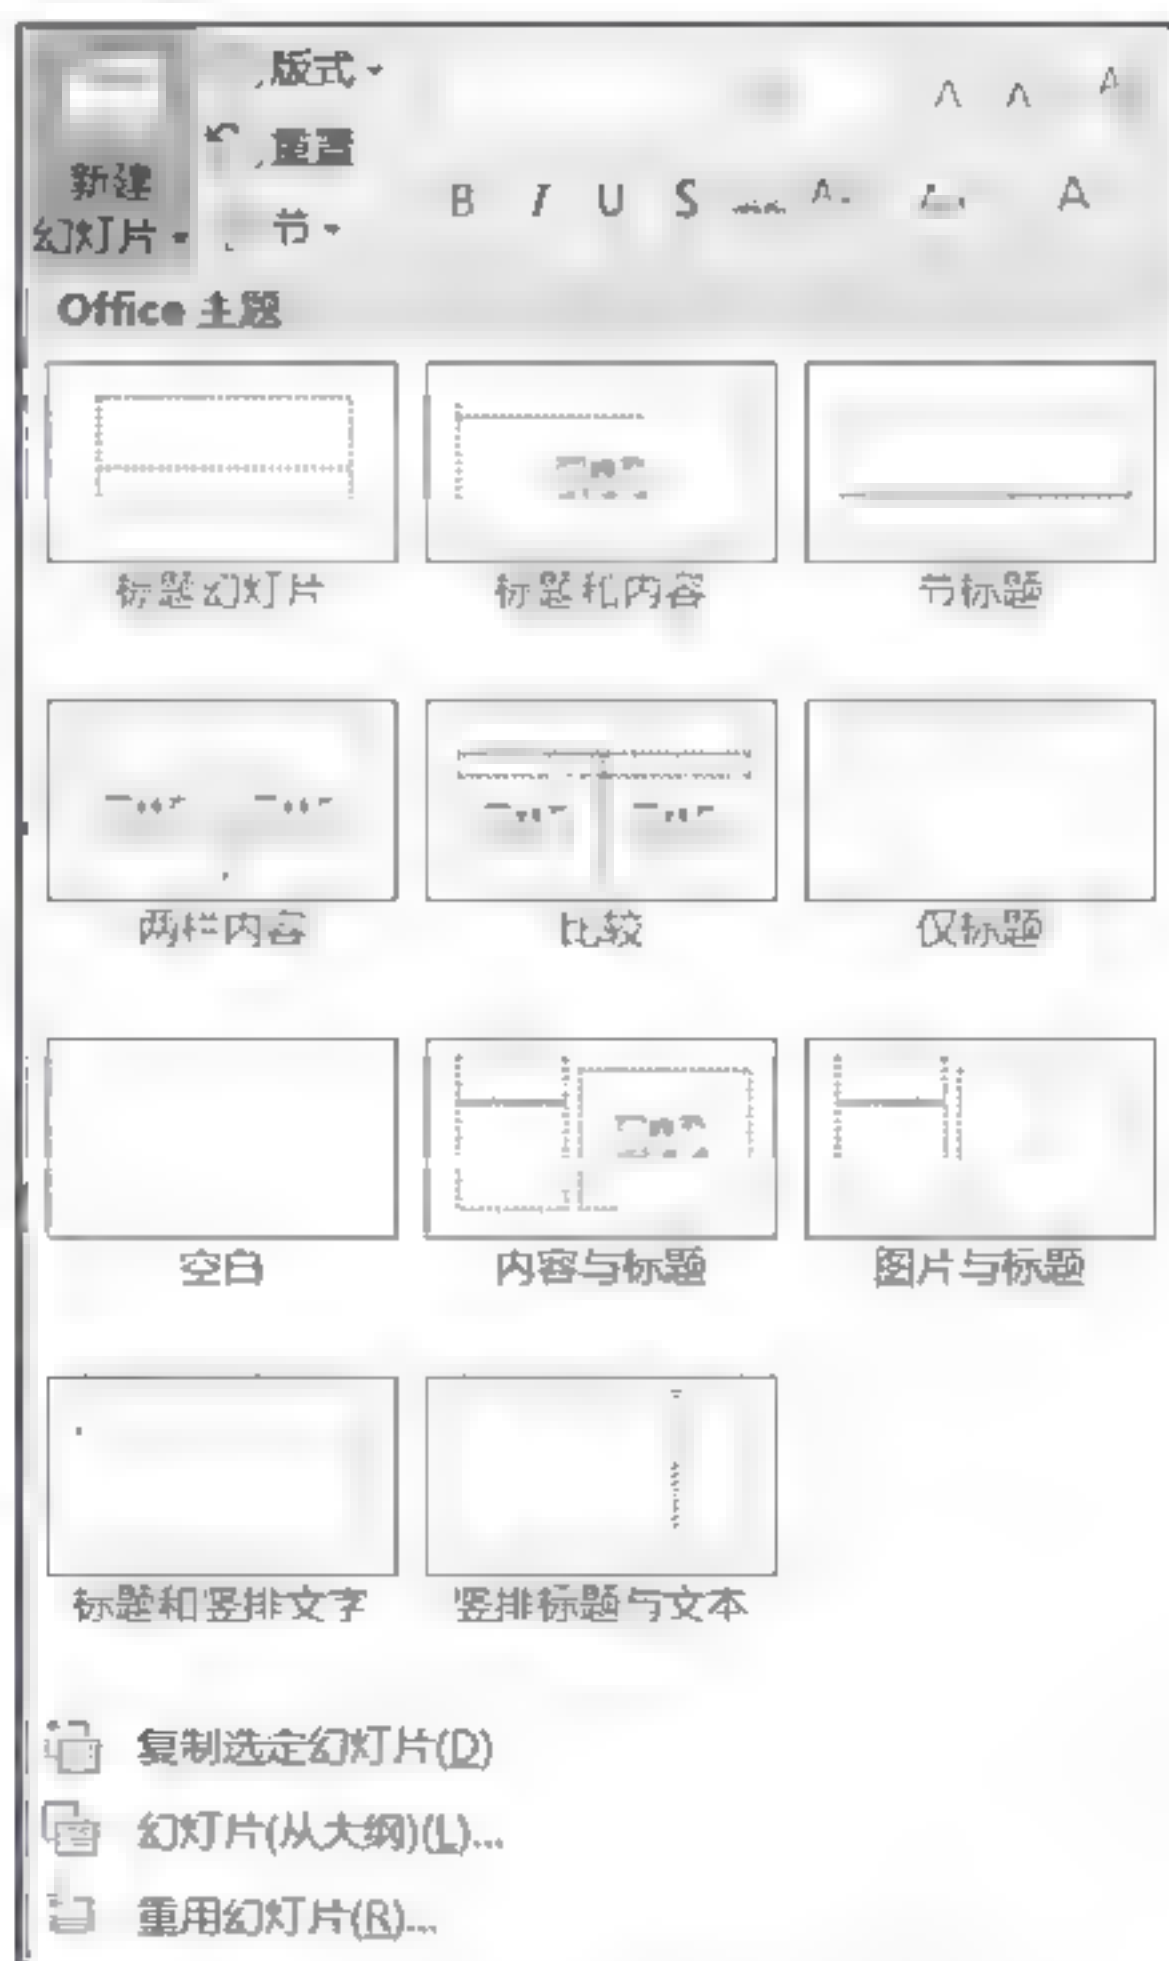 新建
幻灯片
版式
重置
节
B I U S
A
Office 主题
标题幻灯片
标题和内容
节标题
两栏内容
比较
仅标题
空白
内容与标题
图片与标题
标题和竖排文字
竖排标题与文本
复制选定幻灯片(D)
幻灯片(从大纲)(L)...
重用幻灯片(R)...